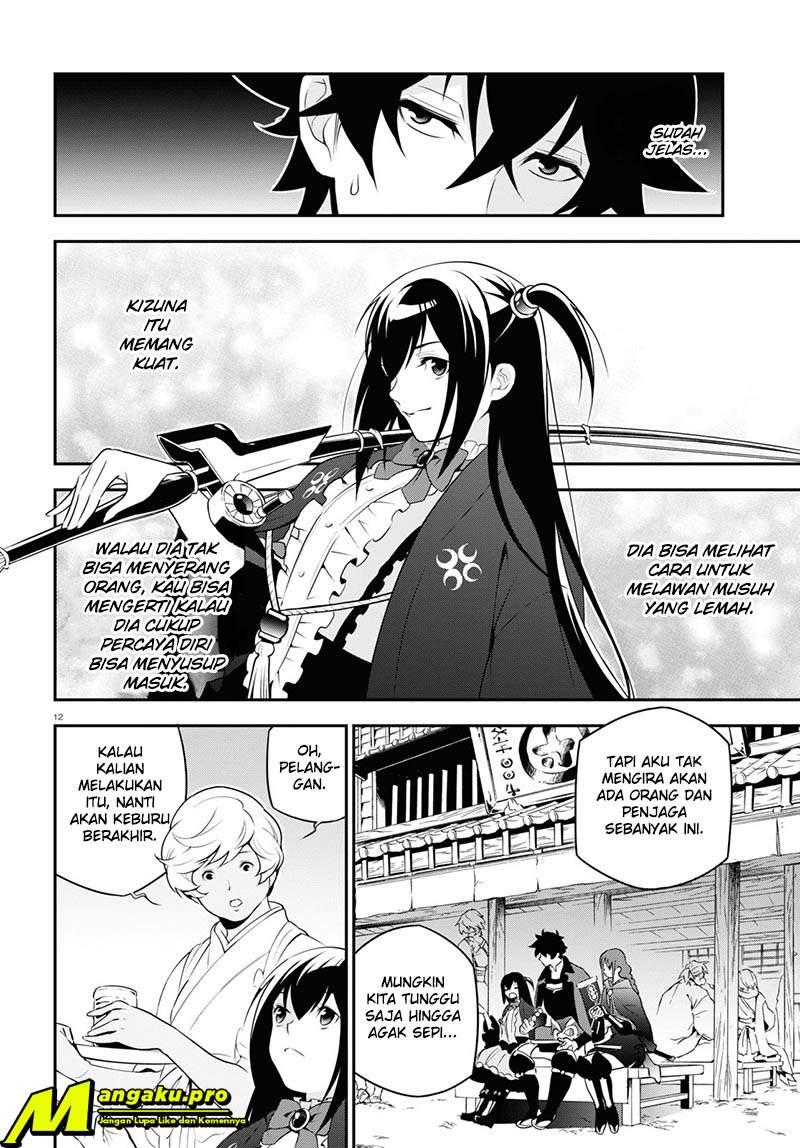 SUDAH
JELAS...
KIZUNA
ITU
MEMANG
KUAT.
DIA BISA MELIHAT
CARA UNTUK
MELAWAN MUSUH
YANG LEMAH.
WALAU DIA TAK
BISA MENYERANG
ORANG, KAU BISA
MENGERTI KALAU
DIA CUKUP
PERCAYA DIRI
BISA MENYUSUP
MASUK.
12
TAPI AKU TAK
MENGIRA AKAN
ADA ORANG DAN
PENJAGA
SEBANYAK INI.
MUNGKIN
KITA TUNGGU
SAJA HINGGA
AGAK SEPI...
OH,
PELANG-
GAN.
KALAU
KALIAN
MELAKUKAN
ITU, NANTI
AKAN KEBURU
BERAKHIR.
Mangaku.pro
Jangan Lupa Like dan Komennya